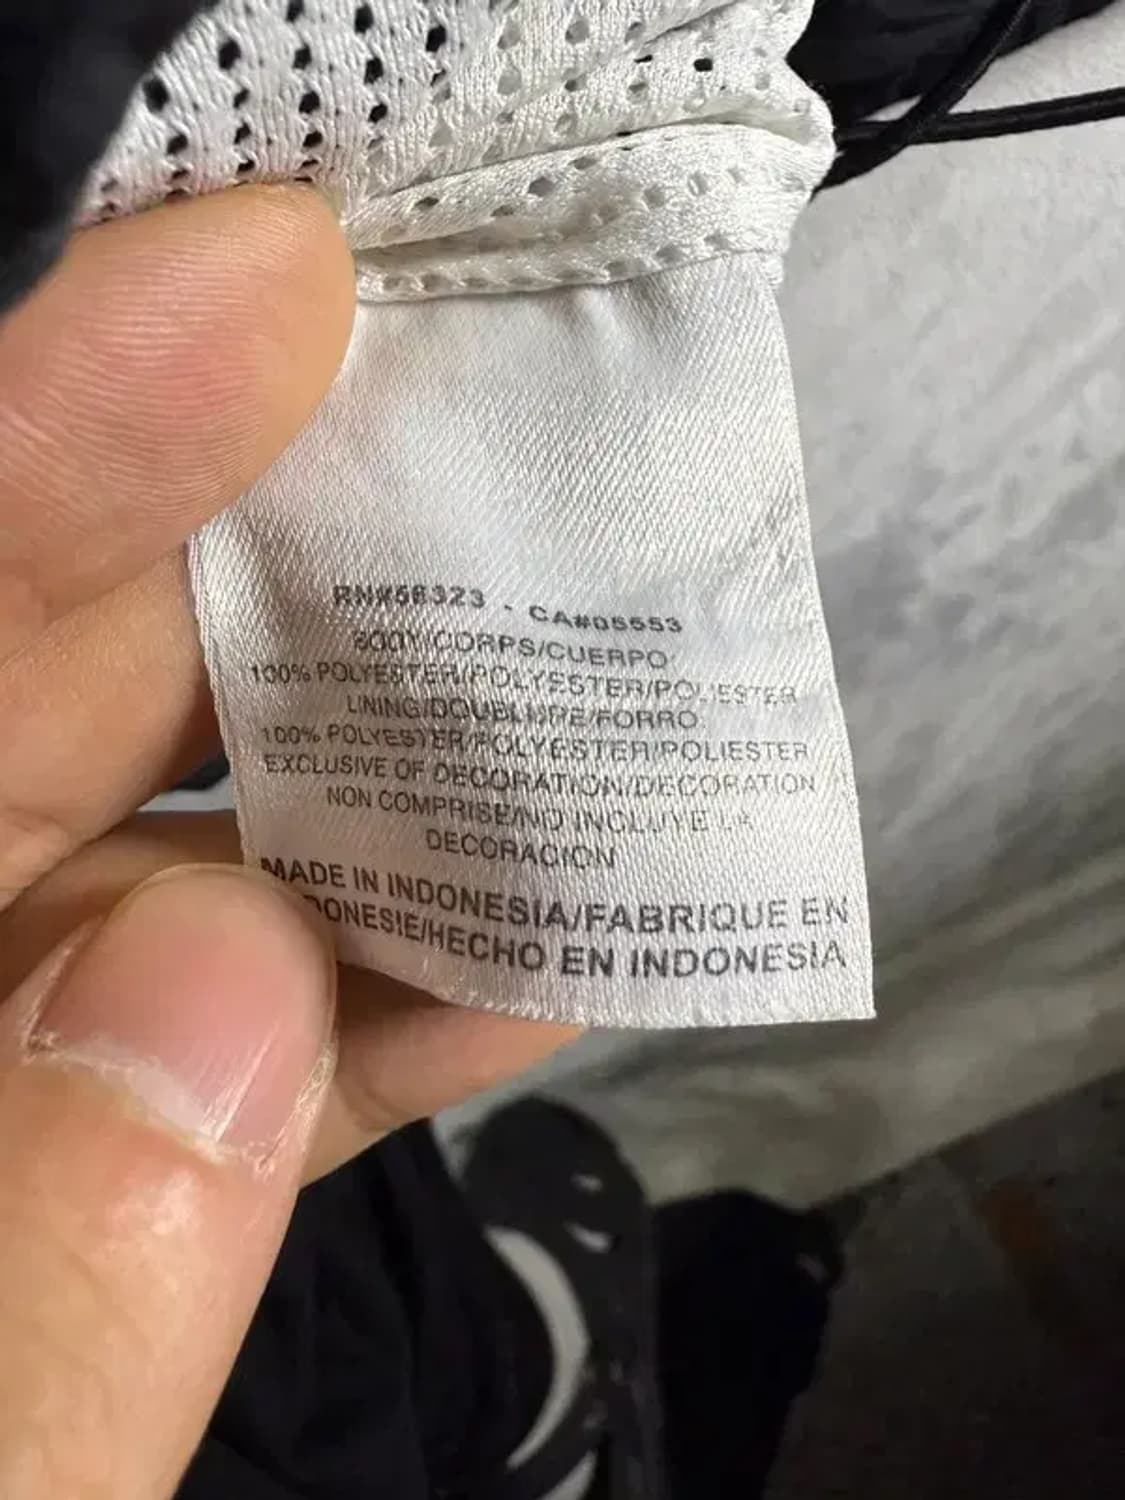 RN#56323 - CA#05553
BODY/CORPS/CUERPO:
100% POLYESTER/POLYESTER/POLIESTER
LINING/DOUBLURE/FORRO:
100% POLYESTER/POLYESTER/POLIESTER
EXCLUSIVE OF DECORATION/DECORATION
NON COMPRISE/NO INCLUYE LA
DECORACION
MADE IN INDONESIA/FABRIQUE EN
DONESIE/HECHO EN INDONESIA